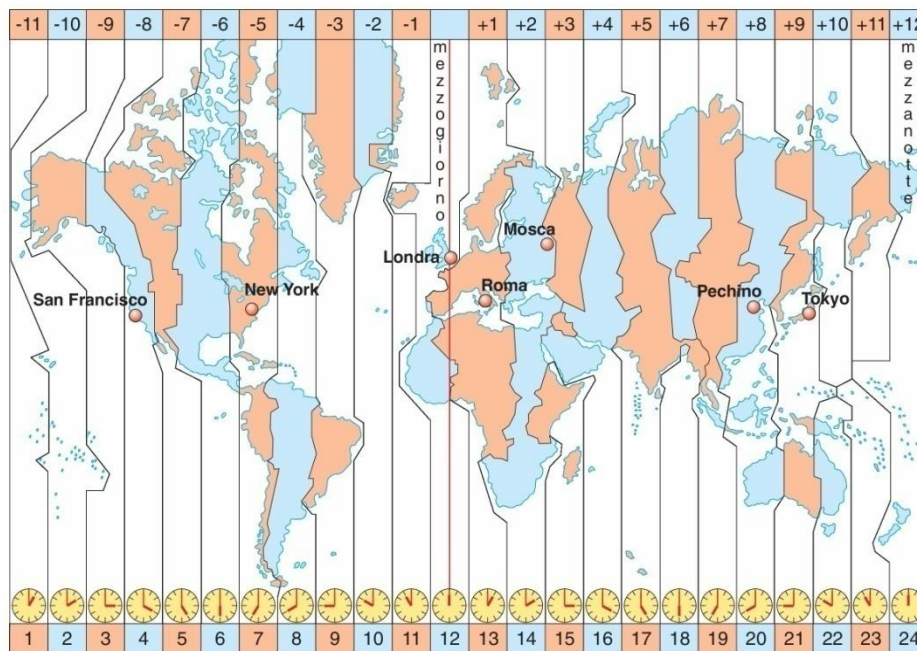 -11 -10 -9 -8 -7 -6 -5 -4 -3 -2 -1 +1 +2 +3 +4 +5 +6 +7 +8 +9 +10 +11 +12
mezzogiorno
mezzanotte
Mosca
Londra
San Francisco
New York
Roma
Pechino
Tokyo
1 2 3 4 5 6 7 8 9 10 11 12 13 14 15 16 17 18 19 20 21 22 23 24